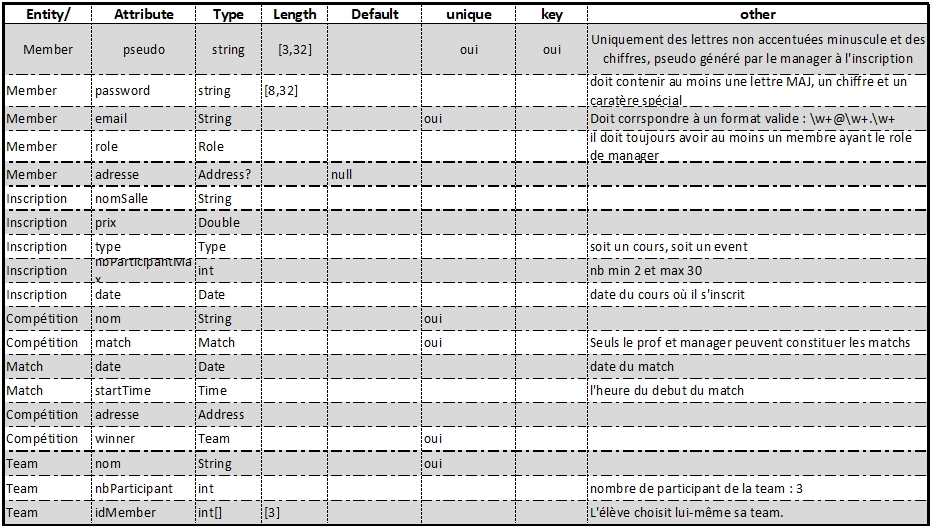 Entity/ Attribute Type Length Default unique key other
Member pseudo string [3,32] oui oui Uniquement des lettres non accentuées minuscule et des
chiffres, pseudo généré par le manager à l'inscription
Member password string [8,32] doit contenir au moins une lettre MAJ, un chiffre et un
caratère spécial
Member email String oui Doit corrspondre à un format valide : \w+@\w+.\w+
Member role Role il doit toujours avoir au moins un membre ayant le role
de manager
Member adresse Address? null
Inscription nomSalle String
Inscription prix Double
Inscription type Type soit un cours, soit un event
Inscription nbParticipantMa int nb min 2 et max 30
x
Inscription date Date date du cours où il s'inscrit
Compétition nom String oui
Compétition match Match oui Seuls le prof et manager peuvent constituer les matchs
Match date Date date du match
Match startTime Time l'heure du debut du match
Compétition adresse Address
Compétition winner Team oui
Team nom String oui
Team nbParticipant int nombre de participant de la team : 3
Team idMember int[] [3] L'élève choisit lui-même sa team.